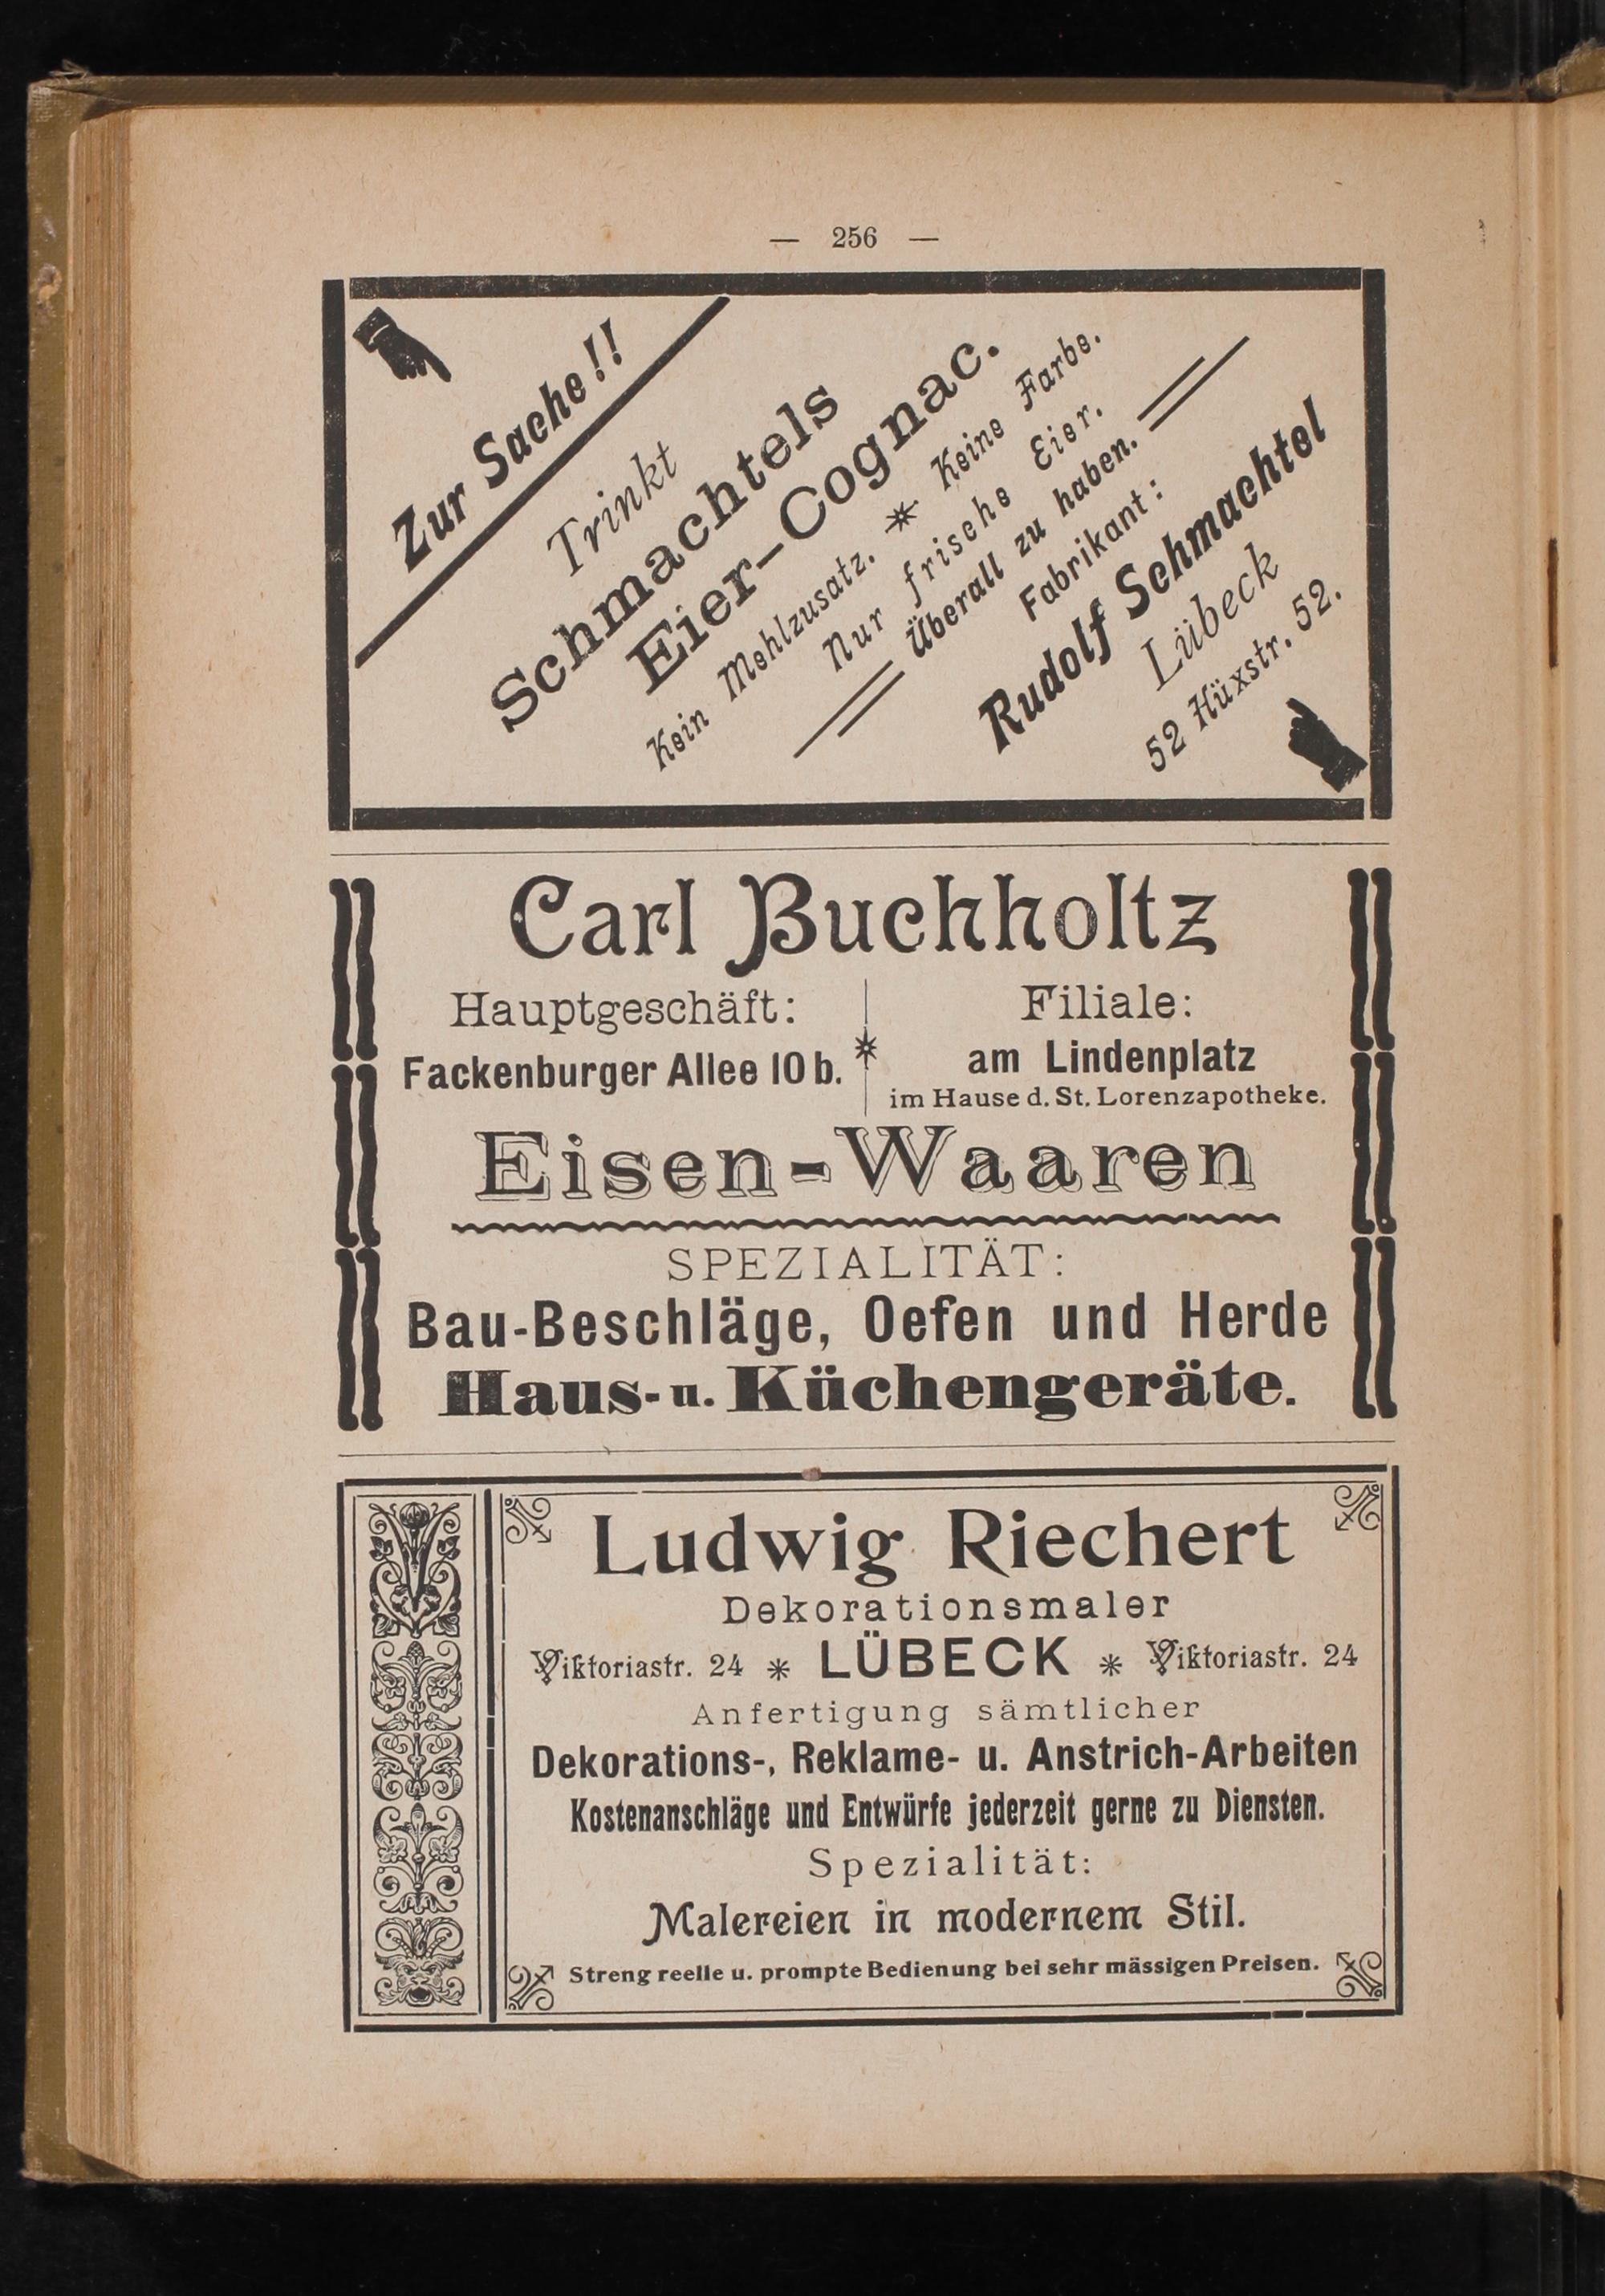 — 256 —
Zur Sache!!
Trinkt
Schmachtels
Eier-Cognac.
Kein Mehlzusatz. * Keine Farbe.
Nur frische Eier.
Überall zu haben.
Fabrikant:
Rudolf Schmachtel
Lübeck
52 Hüxstr. 52.
Carl Buchholtz
Hauptgeschäft:
Fackenburger Allee 10 b.
*
Filiale:
am Lindenplatz
im Hause d. St. Lorenzapotheke.
Eisen-Waaren
SPEZIALITÄT:
Bau-Beschläge, Oefen und Herde
Haus- u. Küchengeräte.
Ludwig Riechert
Dekorationsmaler
Viktoriastr. 24 * LÜBECK * Viktoriastr. 24
Anfertigung sämtlicher
Dekorations-, Reklame- u. Anstrich-Arbeiten
Kostenanschläge und Entwürfe jederzeit gerne zu Diensten.
Spezialität:
Malereien in modernem Stil.
Streng reelle u. prompte Bedienung bei sehr mässigen Preisen.